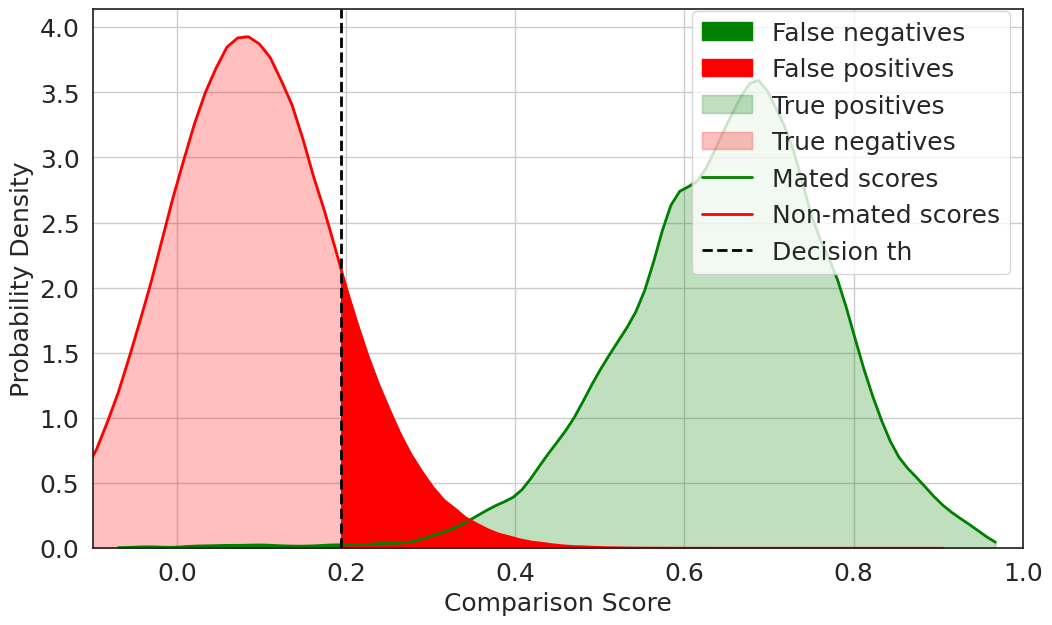 4.0
3.5
3.0
2.5
2.0
1.5
1.0
0.5
0.0
Probability Density
0.0 0.2 0.4 0.6 0.8 1.0
Comparison Score
False negatives
False positives
True positives
True negatives
Mated scores
Non-mated scores
Decision th